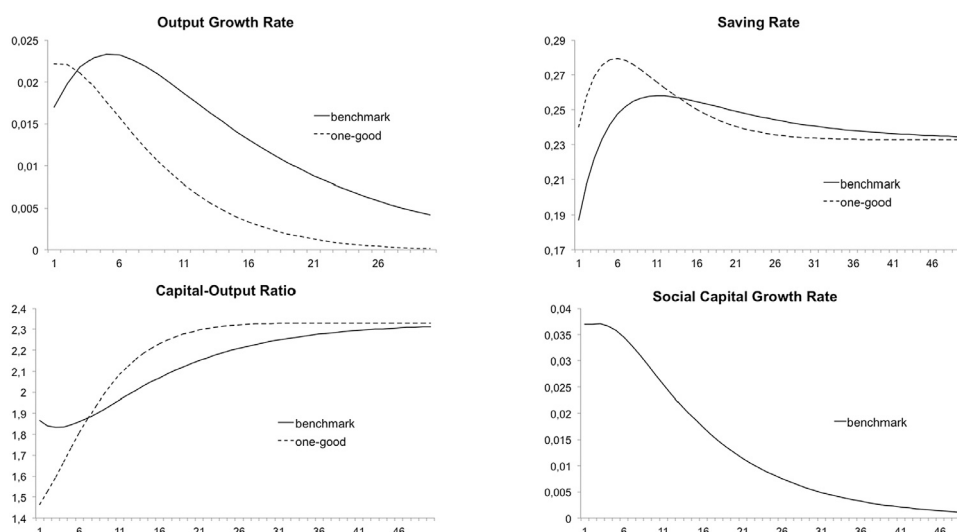 Output Growth Rate
0,025
0,02
0,015
0,01
0,005
0
1 6 11 16 21 26
benchmark
one-good
Saving Rate
0,29
0,27
0,25
0,23
0,21
0,19
0,17
1 6 11 16 21 26 31 36 41 46
benchmark
one-good
Capital-Output Ratio
2,4
2,3
2,2
2,1
2
1,9
1,8
1,7
1,6
1,5
1,4
1 6 11 16 21 26 31 36 41 46
benchmark
one-good
Social Capital Growth Rate
0,04
0,035
0,03
0,025
0,02
0,015
0,01
0,005
0
1 6 11 16 21 26 31 36 41 46
benchmark